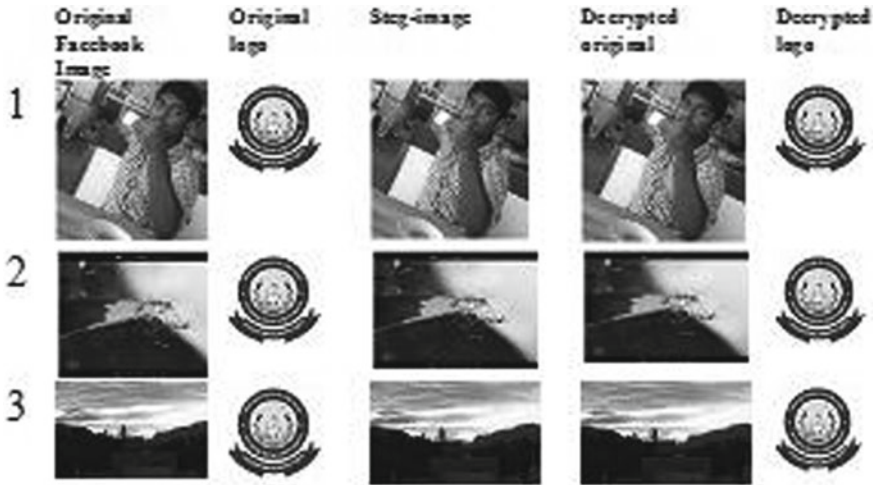 Original Facebook Image
Original logo
Steg-image
Decrypted original
Decrypted logo
1
2
3